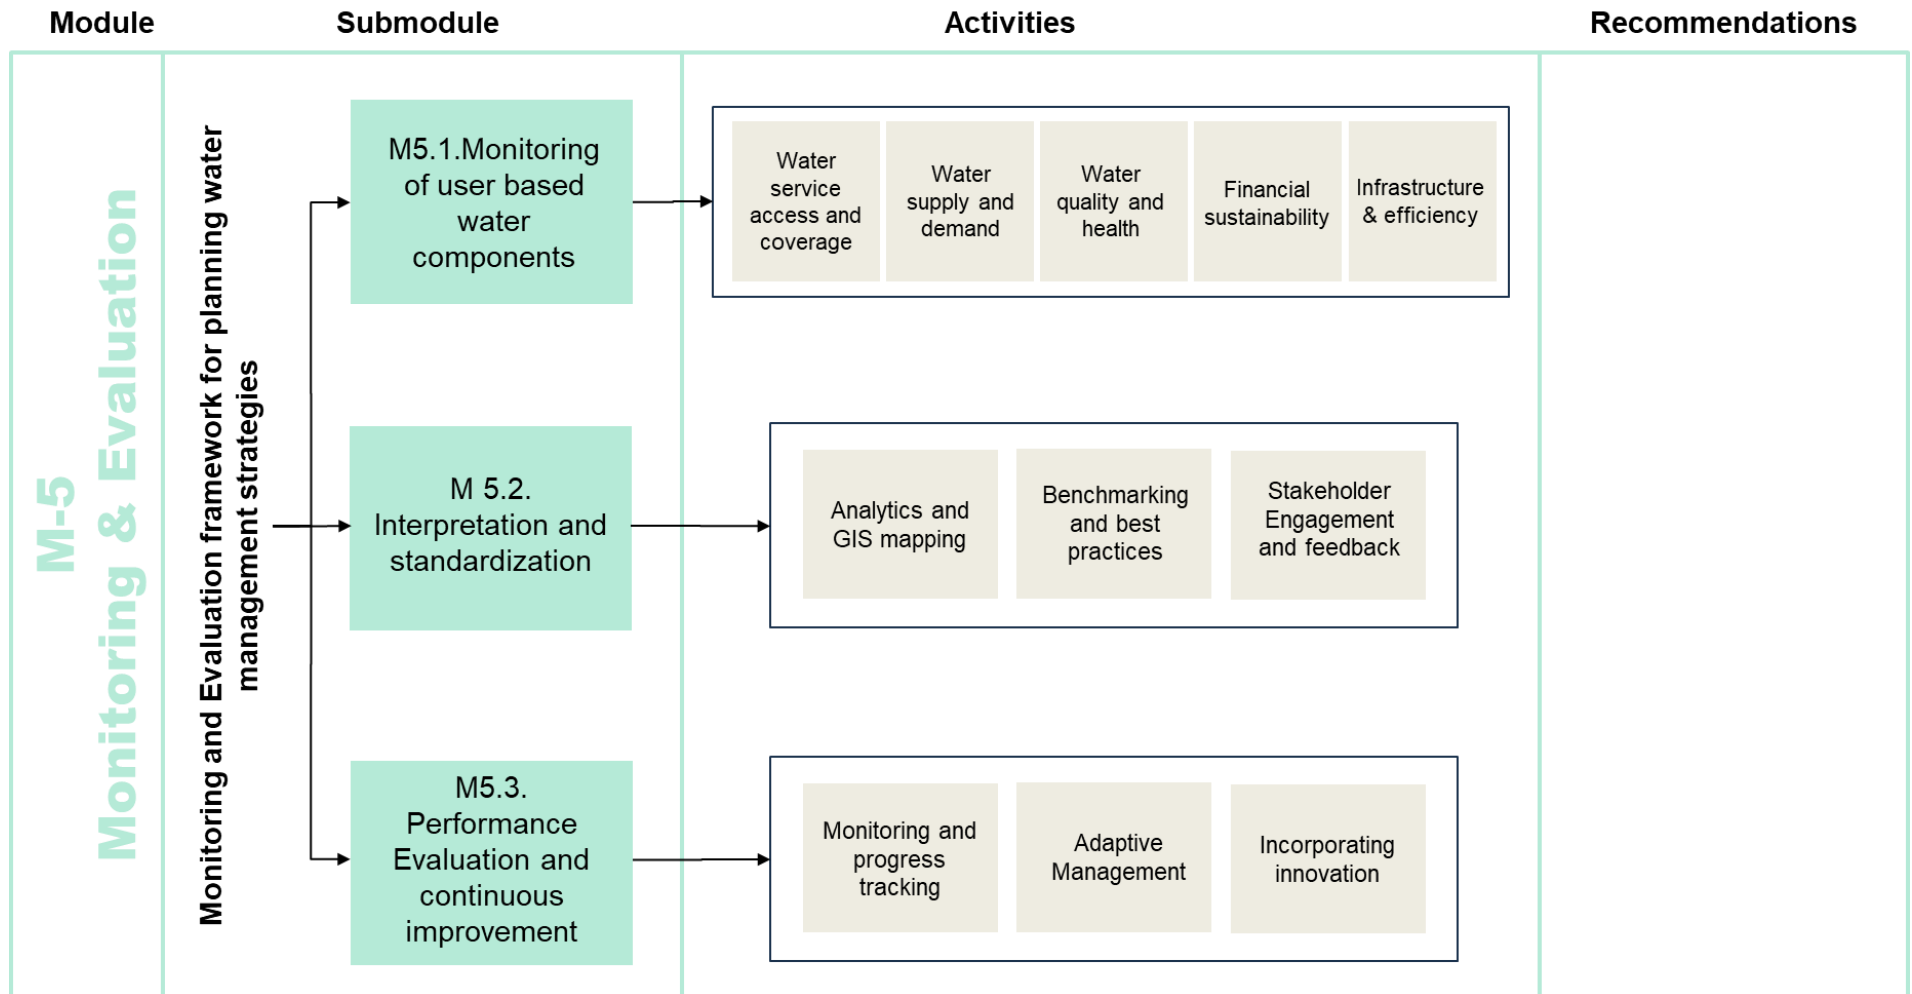 Module
Submodule
Activities
Recommendations
M-5
Monitoring & Evaluation
Monitoring and Evaluation framework for planning water
management strategies
M5.1.Monitoring
of user based
water
components
Water
service
access and
coverage
Water
supply and
demand
Water
quality and
health
Financial
sustainability
Infrastructure
& efficiency
M 5.2.
Interpretation and
standardization
Analytics and
GIS mapping
Benchmarking
and best
practices
Stakeholder
Engagement
and feedback
M5.3.
Performance
Evaluation and
continuous
improvement
Monitoring and
progress
tracking
Adaptive
Management
Incorporating
innovation